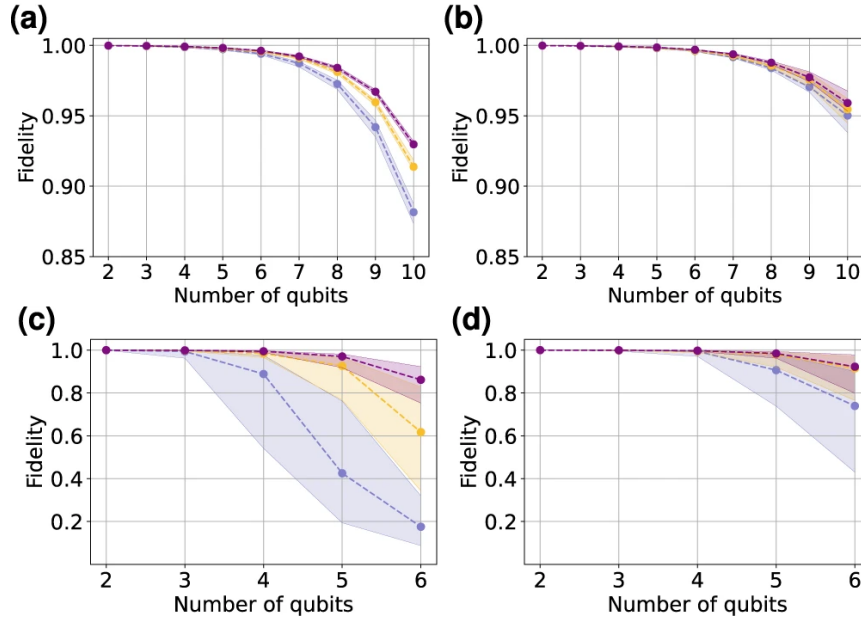 (a)
Fidelity
1.00
0.95
0.90
0.85
2 3 4 5 6 7 8 9 10
Number of qubits
(b)
Fidelity
1.00
0.95
0.90
0.85
2 3 4 5 6 7 8 9 10
Number of qubits
(c)
Fidelity
1.0
0.8
0.6
0.4
0.2
2 3 4 5 6
Number of qubits
(d)
Fidelity
1.0
0.8
0.6
0.4
0.2
2 3 4 5 6
Number of qubits